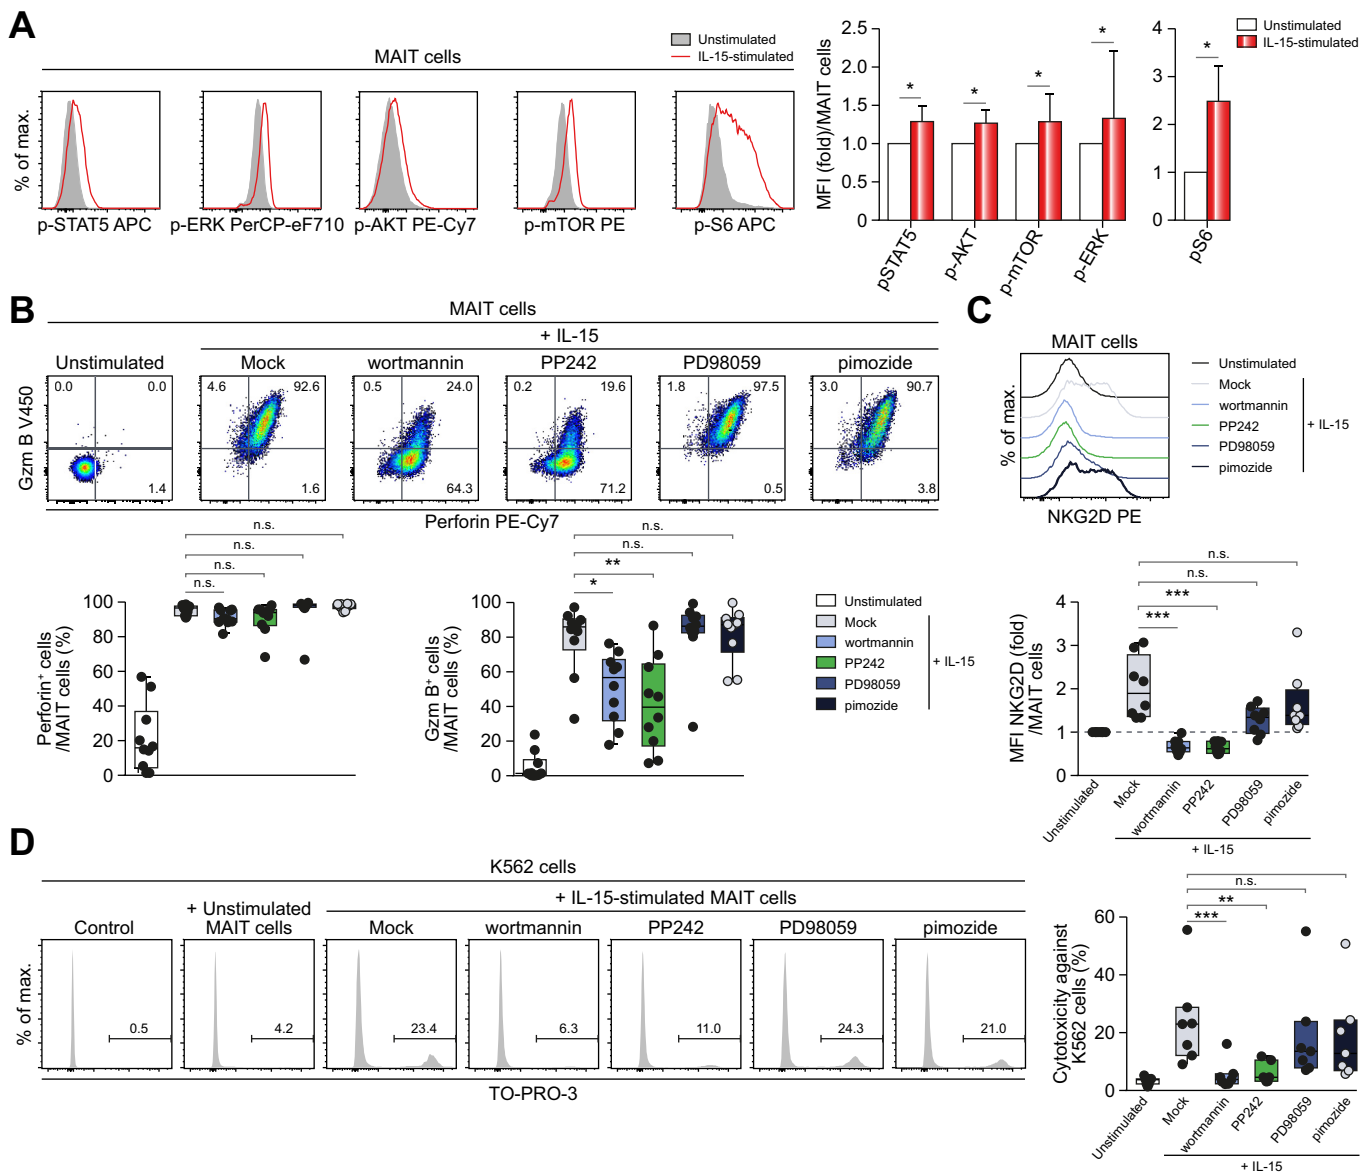 A
MAIT cells
Unstimulated
IL-15-stimulated
% of max.
p-STAT5 APC
p-ERK PerCP-eF710
p-AKT PE-Cy7
p-mTOR PE
p-S6 APC
MFI (fold)/MAIT cells
2.5
2.0
1.5
1.0
0.5
0
*
*
*
*
pSTAT5
p-AKT
p-mTOR
p-ERK
4
3
2
1
0
*
pS6
Unstimulated
IL-15-stimulated
B
MAIT cells
+ IL-15
Unstimulated
Mock
wortmannin
PP242
PD98059
pimozide
Gzm B V450
0.0 0.0
1.4
4.6 92.6
1.6
0.5 24.0
64.3
0.2 19.6
71.2
1.8 97.5
0.5
3.0 90.7
3.8
Perforin PE-Cy7
n.s.
n.s.
n.s.
n.s.
Perforin+ cells
/MAIT cells (%)
100
80
60
40
20
0
n.s.
n.s.
**
*
Gzm B+ cells
/MAIT cells (%)
100
80
60
40
20
0
Unstimulated
Mock
wortmannin
PP242
PD98059
pimozide
+ IL-15
C
MAIT cells
% of max.
NKG2D PE
Unstimulated
Mock
wortmannin
PP242
PD98059
pimozide
+ IL-15
n.s.
n.s.
***
***
MFI NKG2D (fold)
/MAIT cells
4
3
2
1
0
Unstimulated
Mock
wortmannin
PP242
PD98059
pimozide
+ IL-15
D
K562 cells
+ IL-15-stimulated MAIT cells
Control
+ Unstimulated
MAIT cells
Mock
wortmannin
PP242
PD98059
pimozide
% of max.
0.5
4.2
23.4
6.3
11.0
24.3
21.0
TO-PRO-3
n.s.
**
***
Cytotoxicity against
K562 cells (%)
60
40
20
0
Unstimulated
Mock
wortmannin
PP242
PD98059
pimozide
+ IL-15